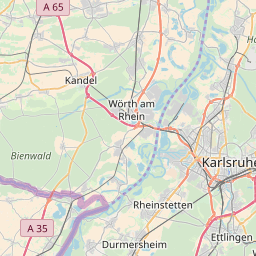 A 65
Kandel
Wörth am
Rhein
Bienwald
Karlsruhe
Rheinstetten
A 35
Ettlingen
Durmersheim